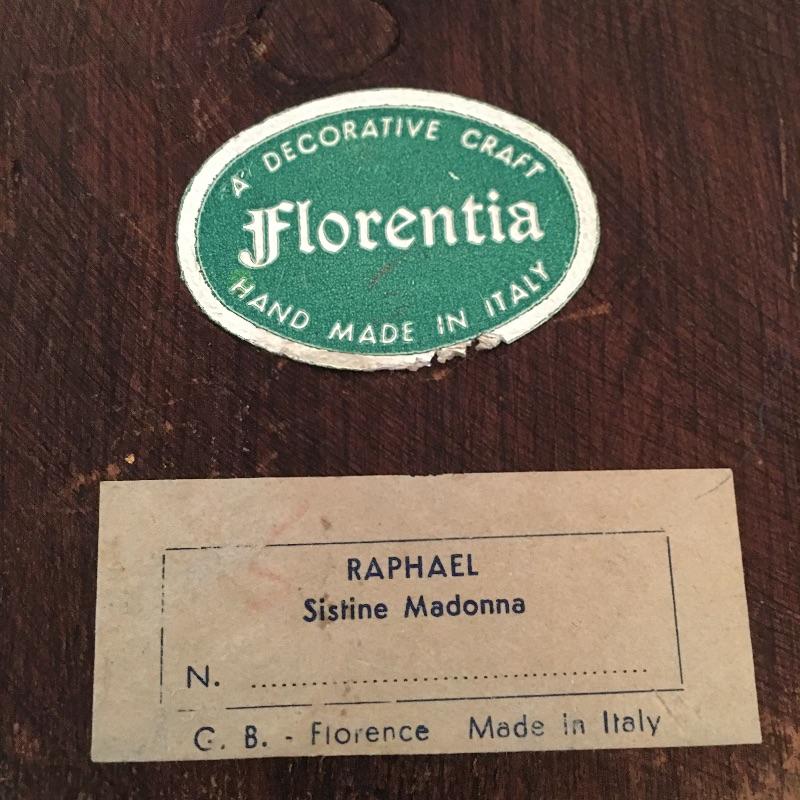 A DECORATIVE CRAFT
Florentia
HAND MADE IN ITALY
RAPHAEL
Sistine Madonna
N. ........................................
C. B. - Florence Made in Italy